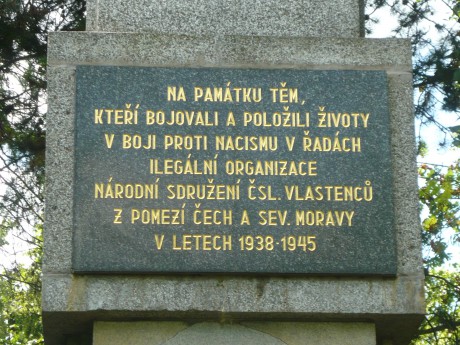 NA PAMÁTKU TĚM,
KTEŘÍ BOJOVALI A POLOŽILI ŽIVOTY
V BOJI PROTI NACISMU V ŘADÁCH
ILEGÁLNÍ ORGANIZACE
NÁRODNÍ SDRUŽENÍ ČSL. VLASTENCŮ
Z POMEZÍ ČECH A SEV. MORAVY
V LETECH 1938-1945